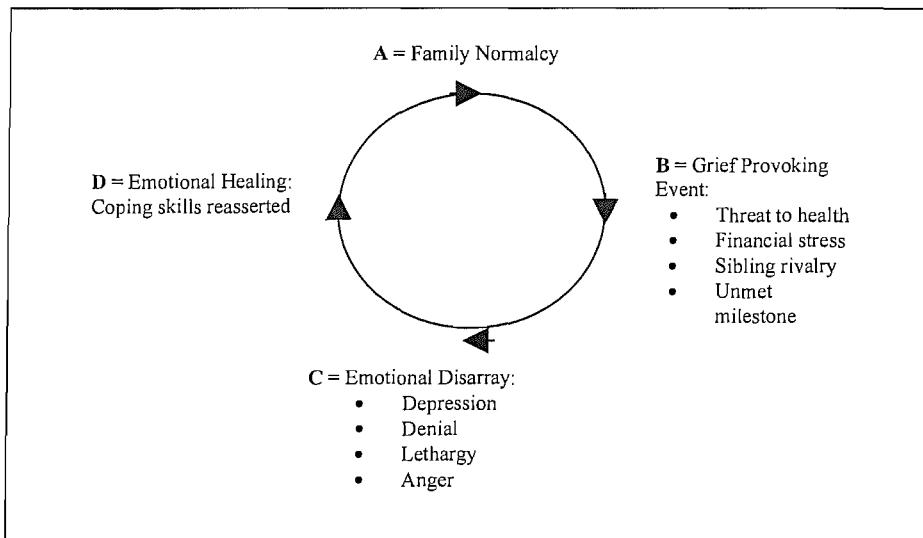 A = Family Normalcy
B = Grief Provoking
Event:
• Threat to health
• Financial stress
• Sibling rivalry
• Unmet
milestone
C = Emotional Disarray:
• Depression
• Denial
• Lethargy
• Anger
D = Emotional Healing:
Coping skills reasserted